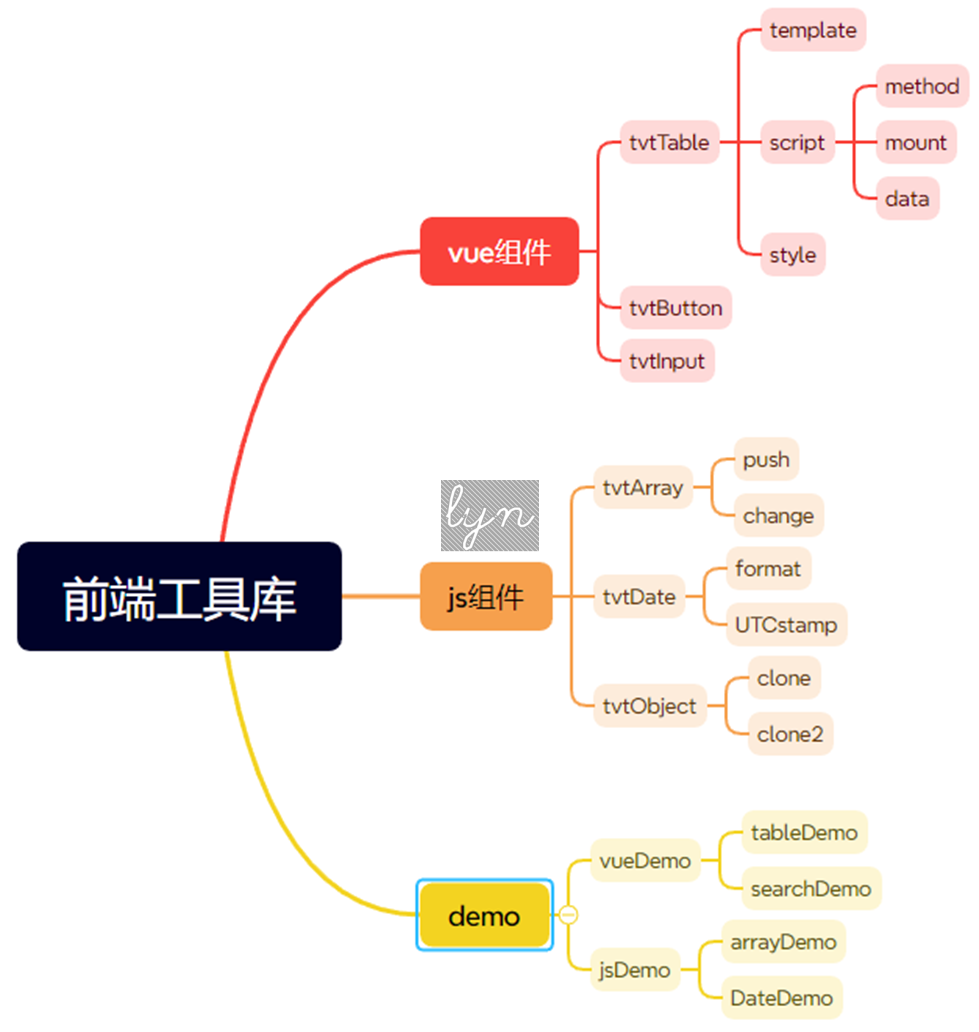 前端工具库
vue组件
tvtTable
template
script
method
mount
data
style
tvtButton
tvtInput
lyn
js组件
tvtArray
push
change
tvtDate
format
UTCstamp
tvtObject
clone
clone2
demo
vueDemo
tableDemo
searchDemo
jsDemo
arrayDemo
DateDemo